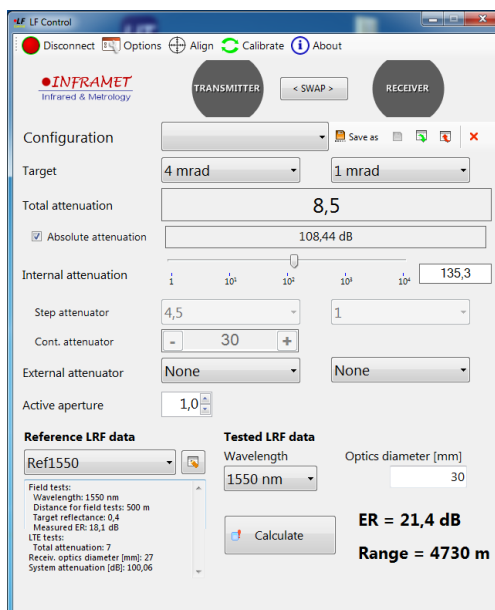 LF Control
Disconnect Options Align Calibrate About
INFRAMET
Infrared & Metrology
TRANSMITTER < SWAP > RECEIVER
Configuration Save as
Target 4 mrad 1 mrad
Total attenuation 8,5
Absolute attenuation 108,44 dB
Internal attenuation 1 10¹ 10² 10³ 10⁴ 135,3
Step attenuator 4,5 1
Cont. attenuator - 30 +
External attenuator None None
Active aperture 1,0
Reference LRF data Tested LRF data
Wavelength Optics diameter [mm]
Ref1550 1550 nm 30
Field tests:
Wavelength: 1550 nm
Distance for field tests: 500 m
Target reflectance: 0,4
Measured ER: 18,1 dB
LTE tests:
Total attenuation: 7
Receiv. optics diameter [mm]: 27
System attenuation [dB]: 100,06
Calculate
ER = 21,4 dB
Range = 4730 m